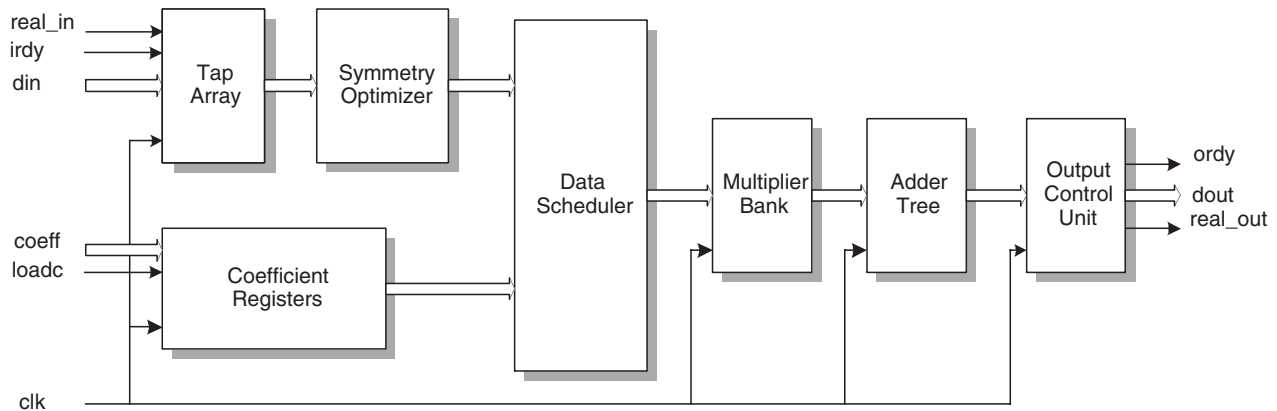 real_in
irdy
din
Tap
Array
Symmetry
Optimizer
coeff
loadc
Coefficient
Registers
clk
Data
Scheduler
Multiplier
Bank
Adder
Tree
Output
Control
Unit
ordy
dout
real_out